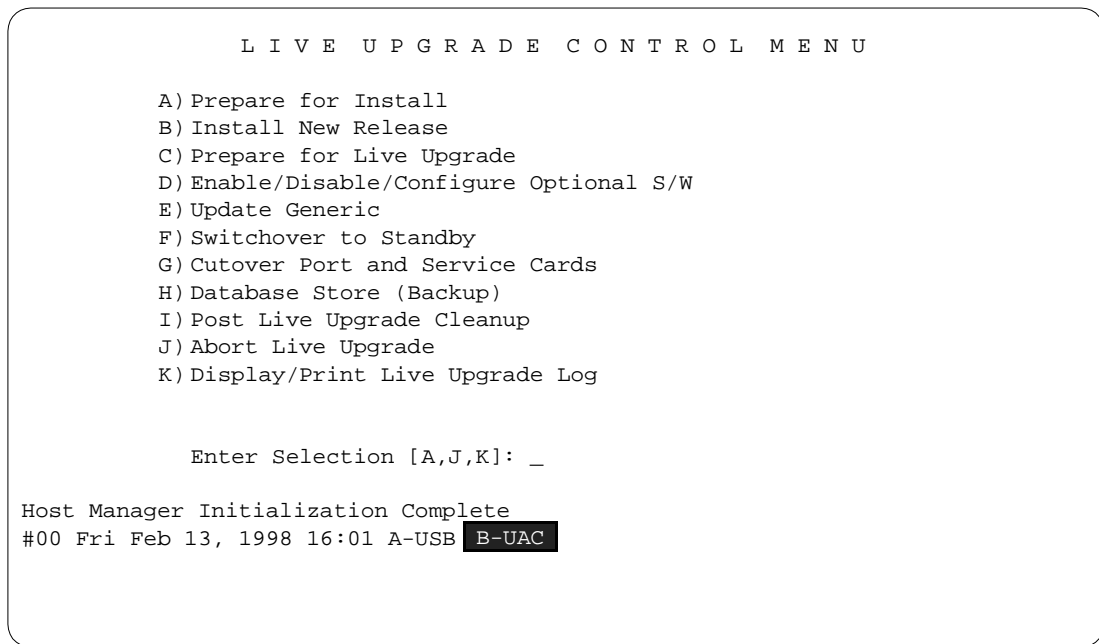 L I V E  U P G R A D E  C O N T R O L  M E N U
A) Prepare for Install
B) Install New Release
C) Prepare for Live Upgrade
D) Enable/Disable/Configure Optional S/W
E) Update Generic
F) Switchover to Standby
G) Cutover Port and Service Cards
H) Database Store (Backup)
I) Post Live Upgrade Cleanup
J) Abort Live Upgrade
K) Display/Print Live Upgrade Log
Enter Selection [A,J,K]: _
Host Manager Initialization Complete
#00 Fri Feb 13, 1998 16:01 A-USB B-UAC